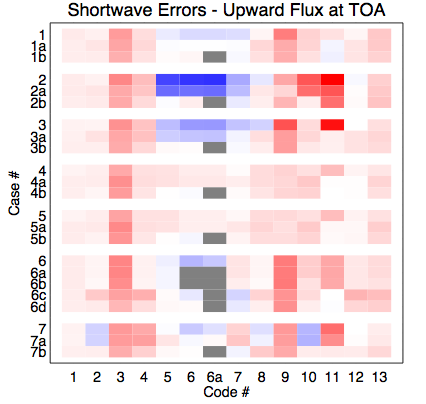 Shortwave Errors - Upward Flux at TOA
Case #
1
1a
1b
2
2a
2b
3
3a
3b
4
4a
4b
5
5a
5b
6
6a
6b
6c
6d
7
7a
7b
1 2 3 4 5 6 6a 7 8 9 10 11 12 13
Code #